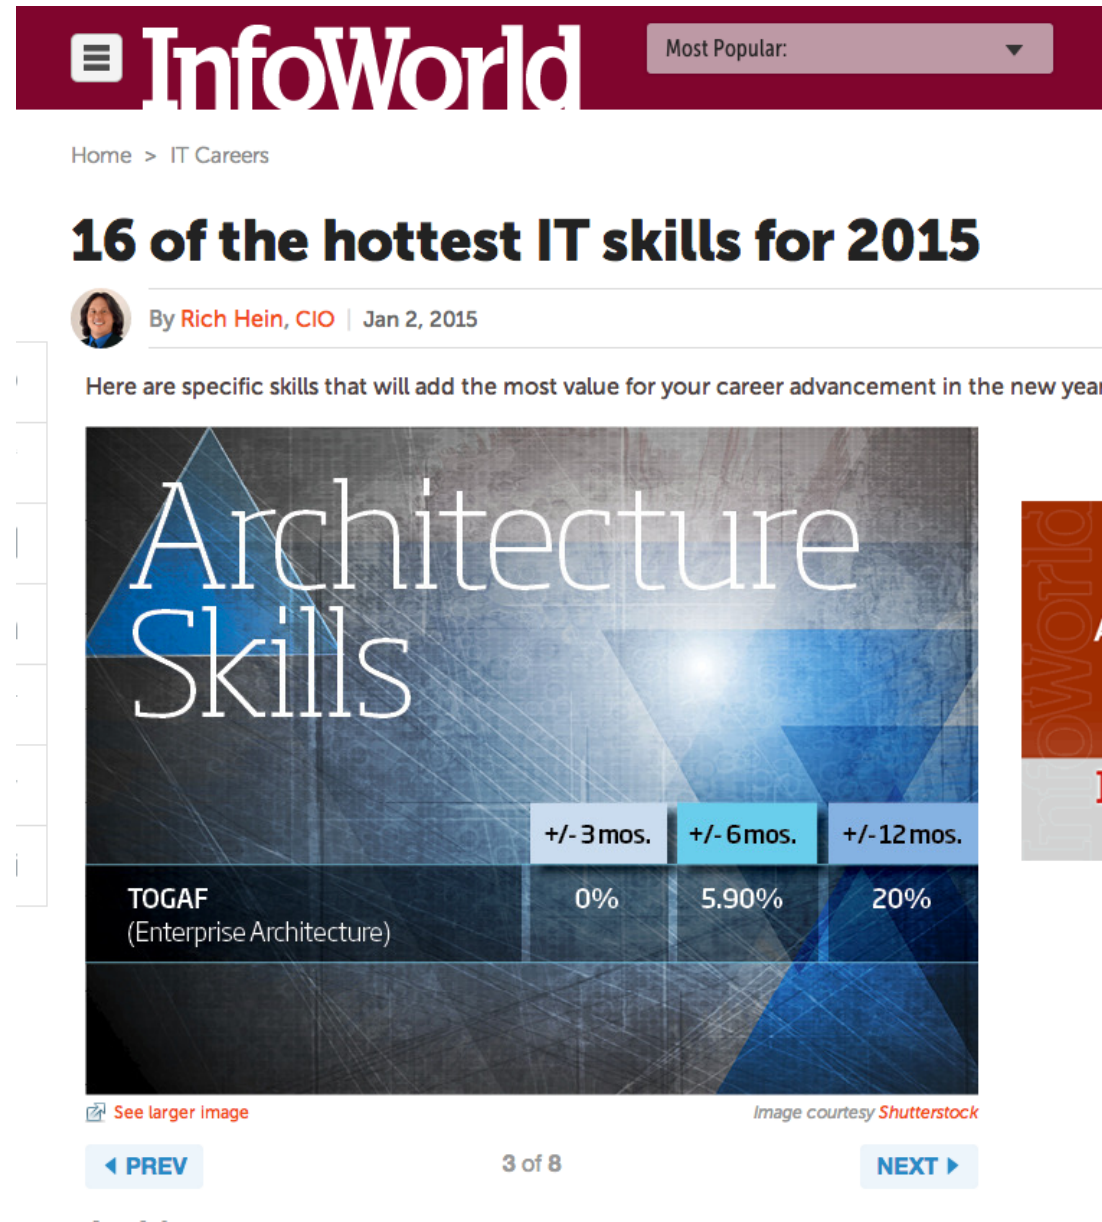 InfoWorld
Most Popular:
Home > IT Careers
16 of the hottest IT skills for 2015
By Rich Hein, CIO | Jan 2, 2015
Here are specific skills that will add the most value for your career advancement in the new year
Architecture
Skills
+/- 3 mos. +/- 6 mos. +/- 12 mos.
TOGAF 0% 5.90% 20%
(Enterprise Architecture)
InfoWorld
See larger image Image courtesy Shutterstock
PREV 3 of 8 NEXT